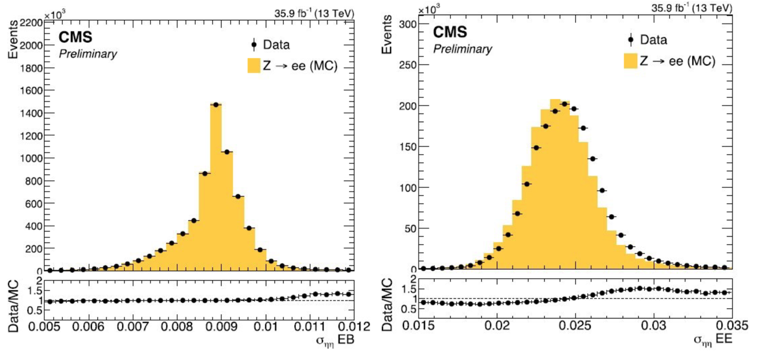 ×10³ 35.9 fb⁻¹ (13 TeV)
Events
2200
2000
1800
1600
1400
1200
1000
800
600
400
200
0
CMS
Preliminary
Data
Z → ee (MC)
Data/MC
2
1.5
1
0.5
0.005 0.006 0.007 0.008 0.009 0.01 0.011 0.012
σηη EB
×10³ 35.9 fb⁻¹ (13 TeV)
Events
300
250
200
150
100
50
0
CMS
Preliminary
Data
Z → ee (MC)
Data/MC
2
1.5
1
0.5
0.015 0.02 0.025 0.03 0.035
σηη EE